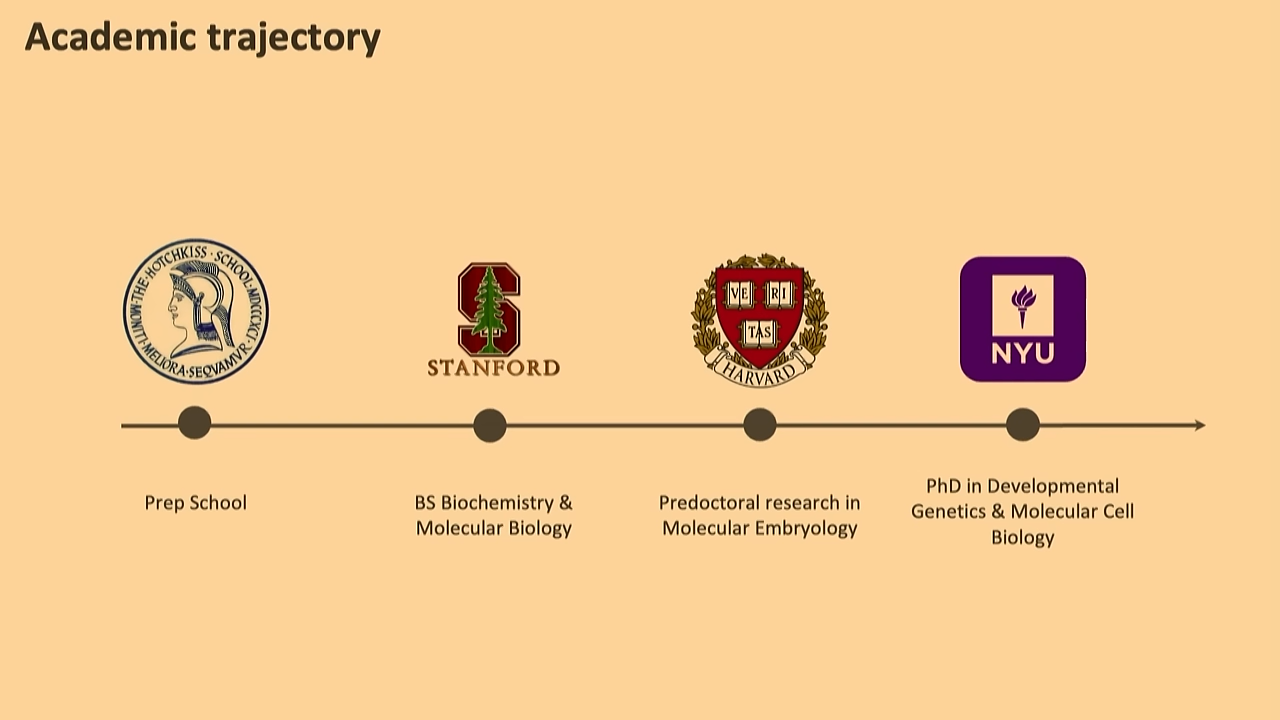 Academic trajectory
THE·HOTCHKISS·SCHOOL·MDCCCXCI·
MONITI·MELIORA·SEQVAMVR·
STANFORD
VE RI
TAS
HARVARD
NYU
Prep School
BS Biochemistry &
Molecular Biology
Predoctoral research in
Molecular Embryology
PhD in Developmental
Genetics & Molecular Cell
Biology